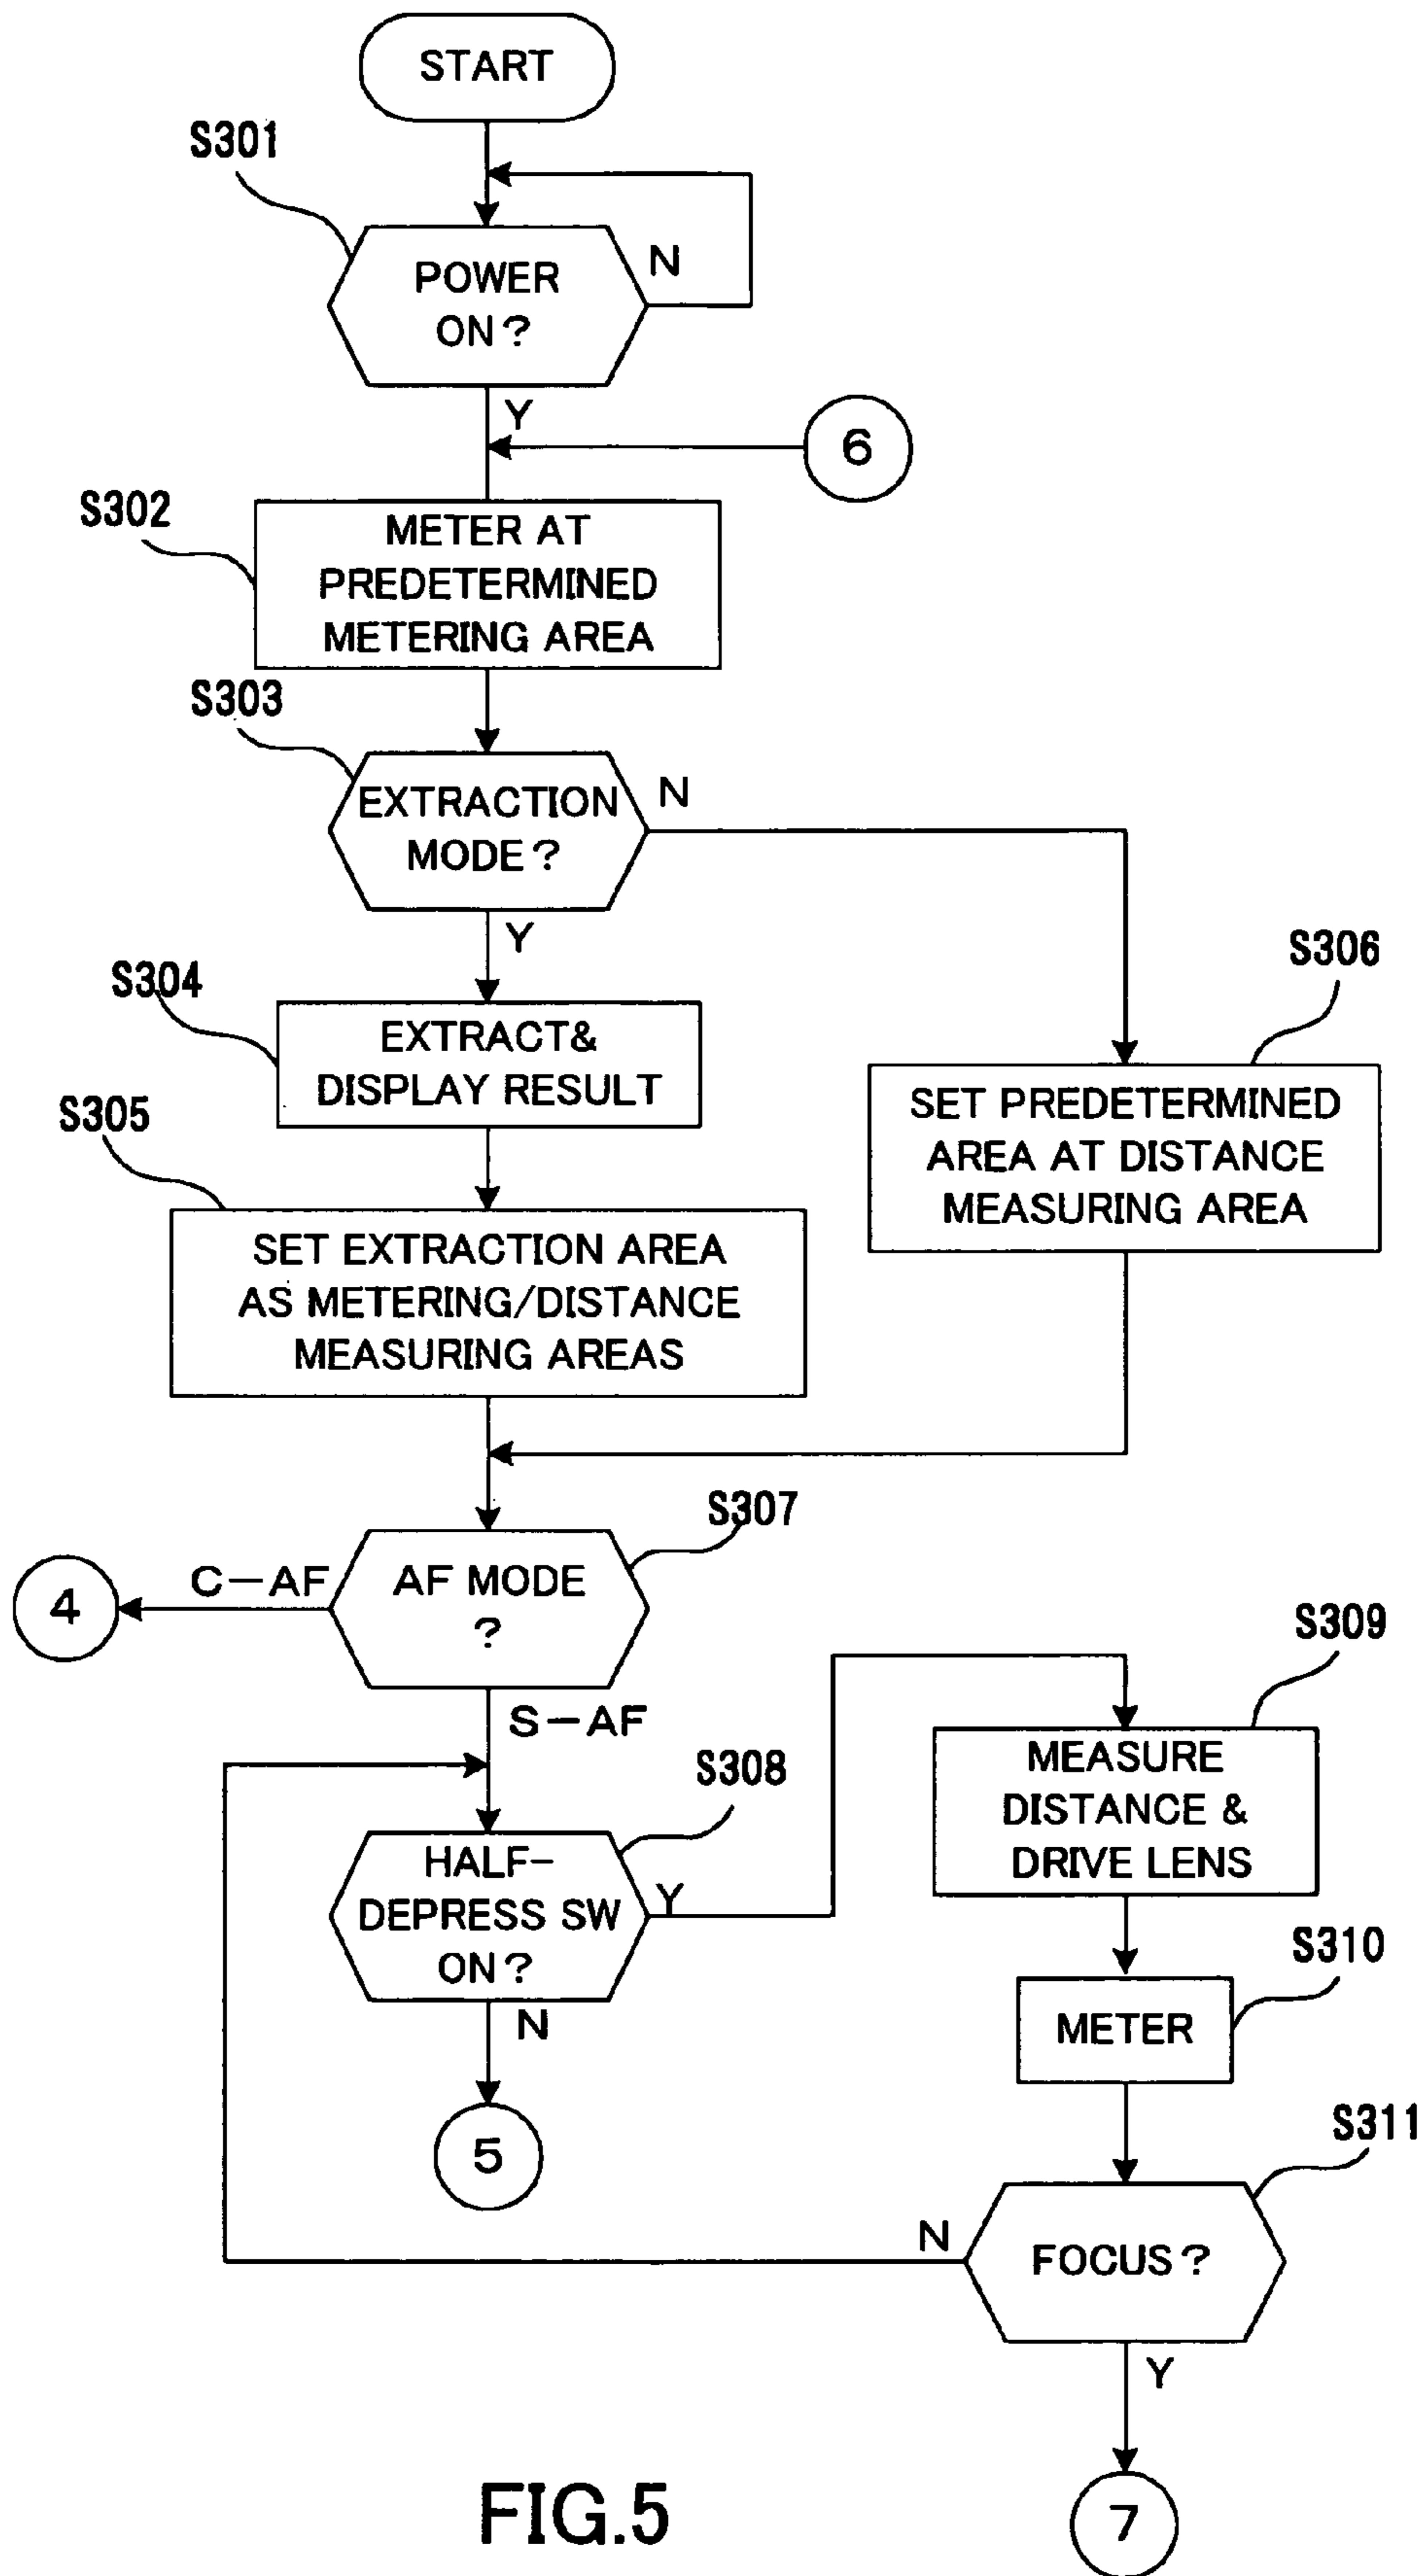 START
S301
POWER
ON?
N
Y
6
S302
METER AT
PREDETERMINED
METERING AREA
S303
EXTRACTION
MODE?
N
Y
S304
EXTRACT&
DISPLAY RESULT
S306
SET PREDETERMINED
AREA AT DISTANCE
MEASURING AREA
S305
SET EXTRACTION AREA
AS METERING/DISTANCE
MEASURING AREAS
S307
AF MODE
?
C-AF
4
S-AF
S308
HALF-
DEPRESS SW
ON?
Y
N
5
S309
MEASURE
DISTANCE &
DRIVE LENS
S310
METER
S311
FOCUS?
N
Y
7
FIG.5